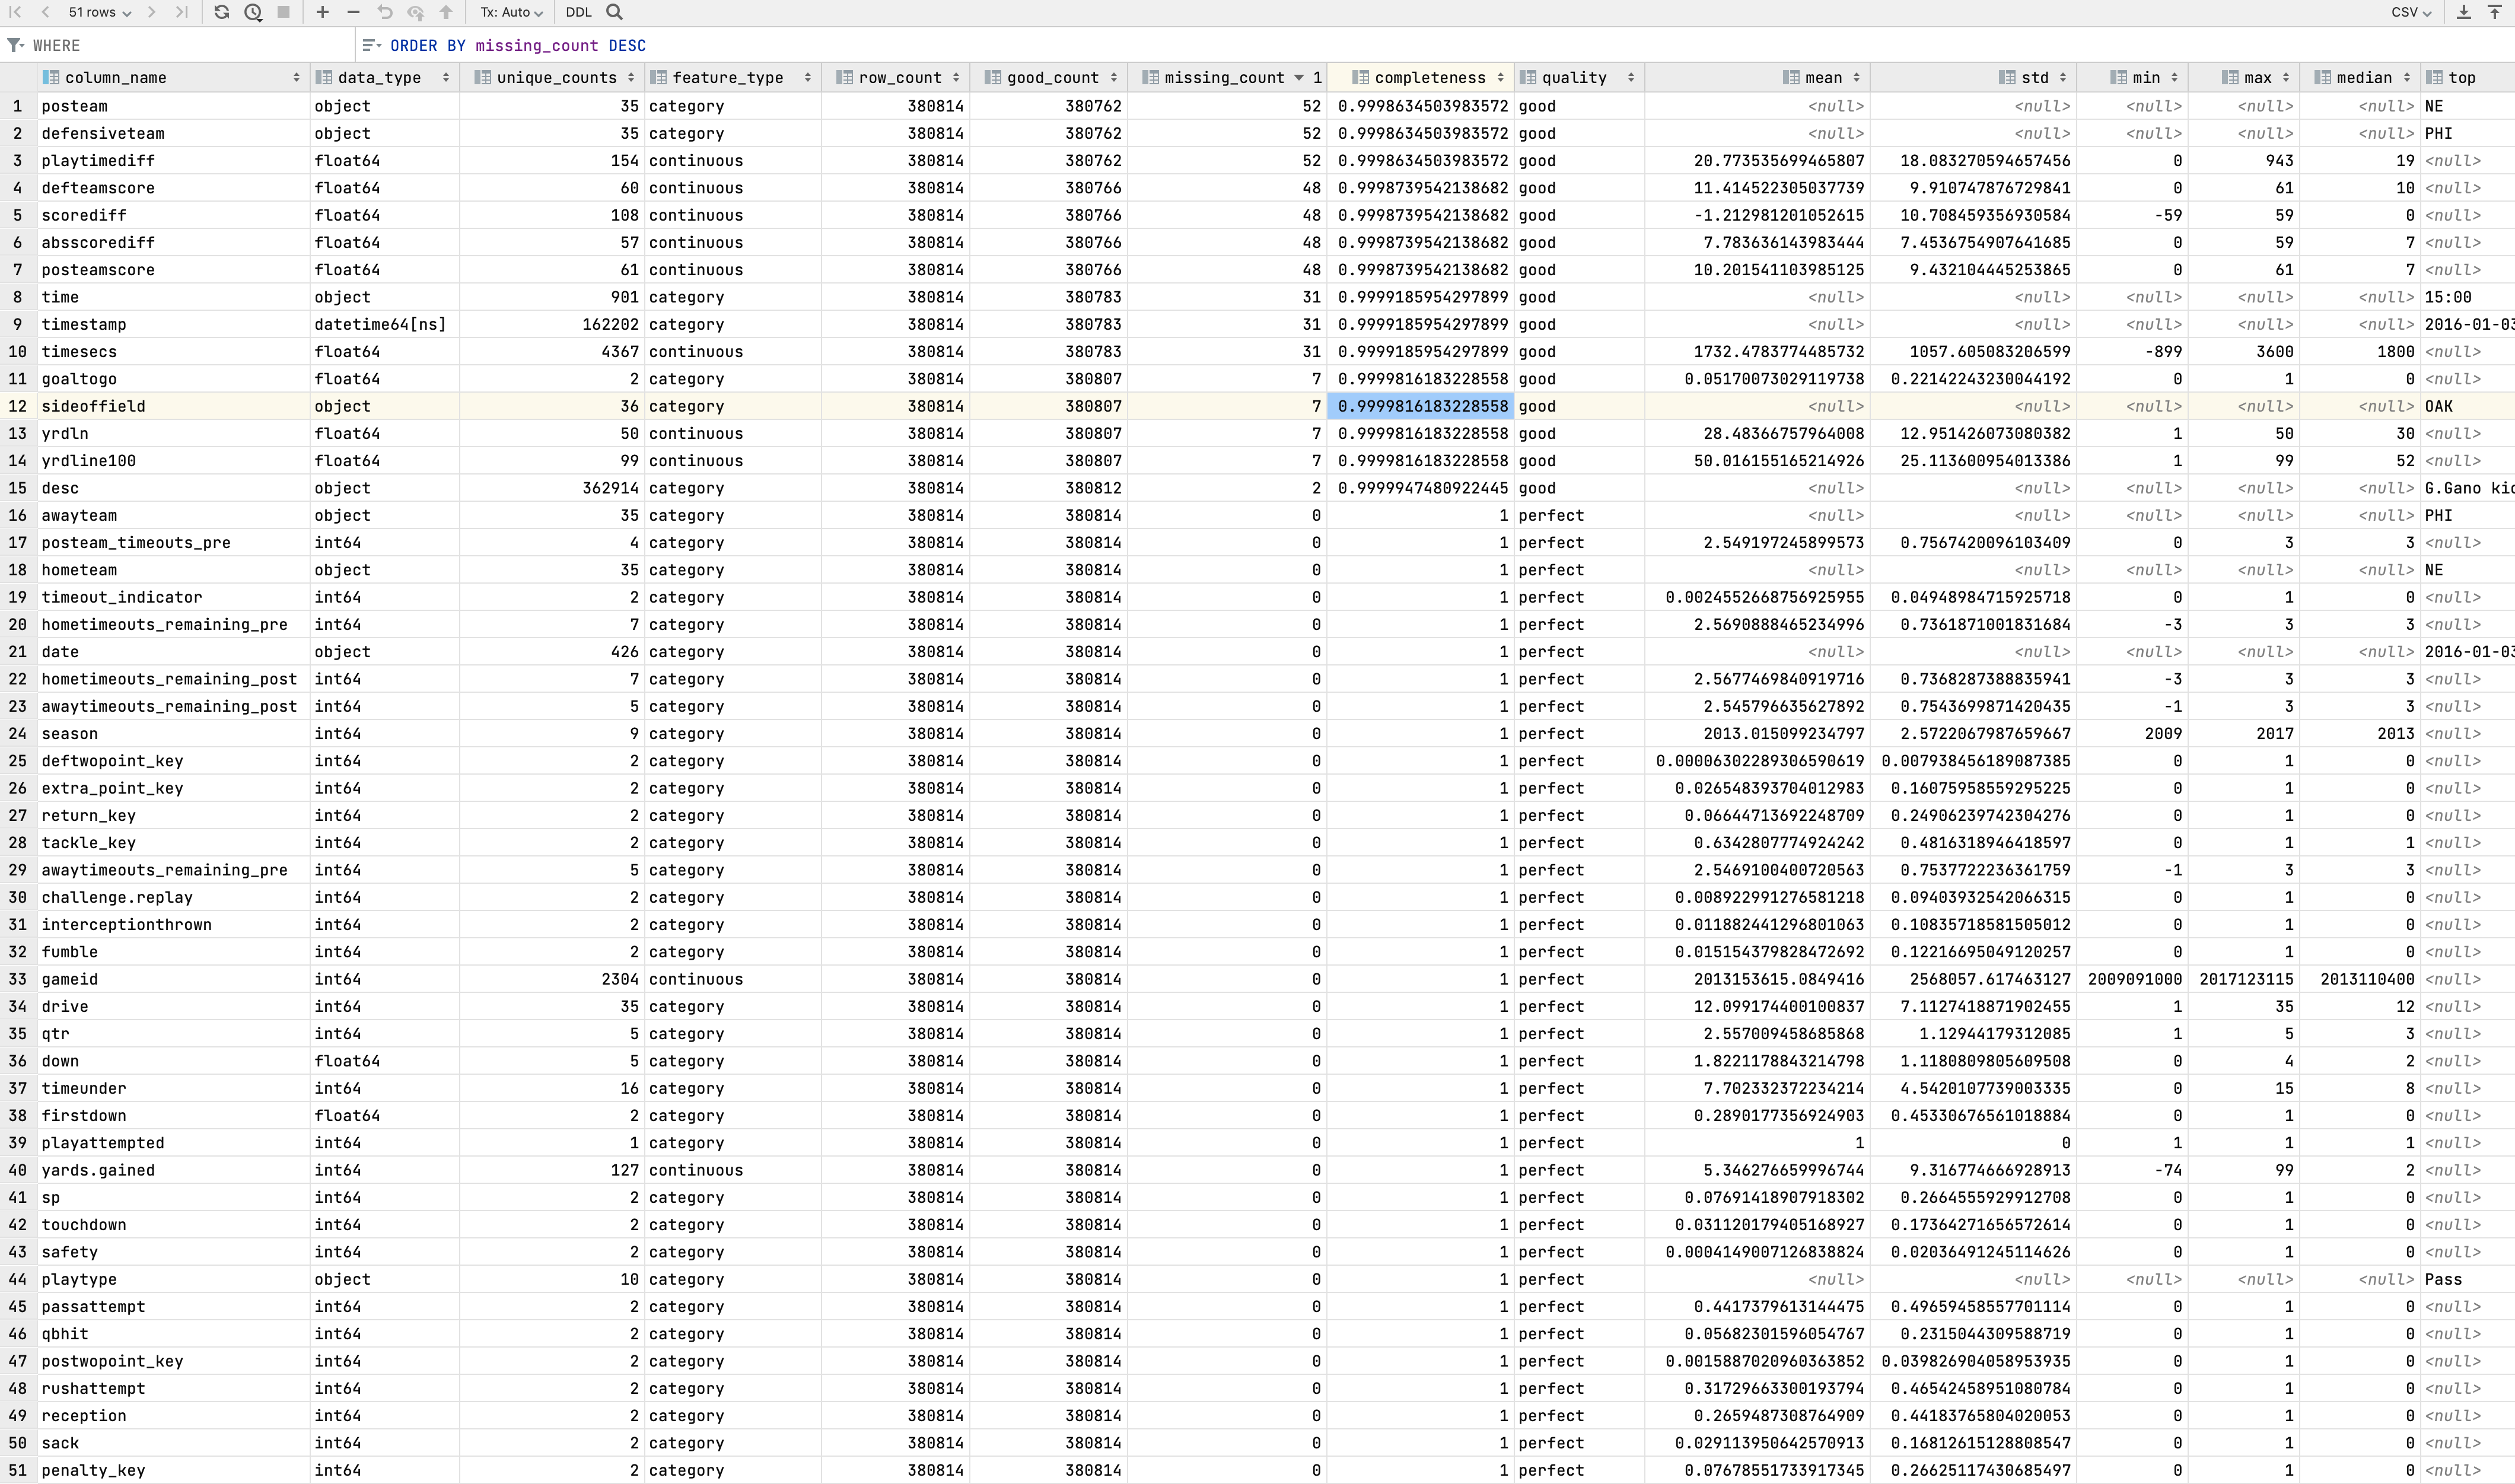 51 rows Tx: Auto DDL CSV
WHERE ORDER BY missing_count DESC
column_name data_type unique_counts feature_type row_count good_count missing_count 1 completeness quality mean std min max median top
1 posteam object 35 category 380814 380762 52 0.9998634503983572 good <null> <null> <null> <null> <null> NE
2 defensiveteam object 35 category 380814 380762 52 0.9998634503983572 good <null> <null> <null> <null> <null> PHI
3 playtimediff float64 154 continuous 380814 380762 52 0.9998634503983572 good 20.773535699465807 18.083270594657456 0 943 19 <null>
4 defteamscore float64 60 continuous 380814 380766 48 0.9998739542138682 good 11.414522305037739 9.910747876729841 0 61 10 <null>
5 scorediff float64 108 continuous 380814 380766 48 0.9998739542138682 good -1.212981201052615 10.708459356930584 -59 59 0 <null>
6 absscorediff float64 57 continuous 380814 380766 48 0.9998739542138682 good 7.783636143983444 7.4536754907641685 0 59 7 <null>
7 posteamscore float64 61 continuous 380814 380766 48 0.9998739542138682 good 10.201541103985125 9.432104445253865 0 61 7 <null>
8 time object 901 category 380814 380783 31 0.9999185954297899 good <null> <null> <null> <null> <null> 15:00
9 timestamp datetime64[ns] 162202 category 380814 380783 31 0.9999185954297899 good <null> <null> <null> <null> <null> 2016-01-03
10 timesecs float64 4367 continuous 380814 380783 31 0.9999185954297899 good 1732.4783774485732 1057.605083206599 -899 3600 1800 <null>
11 goaltogo float64 2 category 380814 380807 7 0.9999816183228558 good 0.05170073029119738 0.22142243230044192 0 1 0 <null>
12 sideoffield object 36 category 380814 380807 7 0.9999816183228558 good <null> <null> <null> <null> <null> OAK
13 yrdln float64 50 continuous 380814 380807 7 0.9999816183228558 good 28.48366757964008 12.951426073080382 1 50 30 <null>
14 yrdline100 float64 99 continuous 380814 380807 7 0.9999816183228558 good 50.016155165214926 25.113600954013386 1 99 52 <null>
15 desc object 362914 category 380814 380812 2 0.9999947480922445 good <null> <null> <null> <null> <null> G.Gano kic
16 awayteam object 35 category 380814 380814 0 1 perfect <null> <null> <null> <null> <null> PHI
17 posteam_timeouts_pre int64 4 category 380814 380814 0 1 perfect 2.549197245899573 0.7567420096103409 0 3 3 <null>
18 hometeam object 35 category 380814 380814 0 1 perfect <null> <null> <null> <null> <null> NE
19 timeout_indicator int64 2 category 380814 380814 0 1 perfect 0.0024552668756925955 0.04948984715925718 0 1 0 <null>
20 hometimeouts_remaining_pre int64 7 category 380814 380814 0 1 perfect 2.5690888465234996 0.7361871001831684 -3 3 3 <null>
21 date object 426 category 380814 380814 0 1 perfect <null> <null> <null> <null> <null> 2016-01-03
22 hometimeouts_remaining_post int64 7 category 380814 380814 0 1 perfect 2.5677469840919716 0.7368287388835941 -3 3 3 <null>
23 awaytimeouts_remaining_post int64 5 category 380814 380814 0 1 perfect 2.545796635627892 0.7543699871420435 -1 3 3 <null>
24 season int64 9 category 380814 380814 0 1 perfect 2013.015099234797 2.5722067987659667 2009 2017 2013 <null>
25 deftwopoint_key int64 2 category 380814 380814 0 1 perfect 0.00006302289306590619 0.007938456189087385 0 1 0 <null>
26 extra_point_key int64 2 category 380814 380814 0 1 perfect 0.026548393704012983 0.16075958559295225 0 1 0 <null>
27 return_key int64 2 category 380814 380814 0 1 perfect 0.06644713692248709 0.24906239742304276 0 1 0 <null>
28 tackle_key int64 2 category 380814 380814 0 1 perfect 0.6342807774924242 0.4816318946418597 0 1 1 <null>
29 awaytimeouts_remaining_pre int64 5 category 380814 380814 0 1 perfect 2.5469100400720563 0.7537722236361759 -1 3 3 <null>
30 challenge.replay int64 2 category 380814 380814 0 1 perfect 0.008922991276581218 0.09403932542066315 0 1 0 <null>
31 interceptionthrown int64 2 category 380814 380814 0 1 perfect 0.011882441296801063 0.10835718581505012 0 1 0 <null>
32 fumble int64 2 category 380814 380814 0 1 perfect 0.015154379828472692 0.12216695049120257 0 1 0 <null>
33 gameid int64 2304 continuous 380814 380814 0 1 perfect 2013153615.0849416 2568057.617463127 2009091000 2017123115 2013110400 <null>
34 drive int64 35 category 380814 380814 0 1 perfect 12.099174400100837 7.1127418871902455 1 35 12 <null>
35 qtr int64 5 category 380814 380814 0 1 perfect 2.557009458685868 1.12944179312085 1 5 3 <null>
36 down float64 5 category 380814 380814 0 1 perfect 1.8221178843214798 1.1180809805609508 0 4 2 <null>
37 timeunder int64 16 category 380814 380814 0 1 perfect 7.702332372234214 4.5420107739003335 0 15 8 <null>
38 firstdown float64 2 category 380814 380814 0 1 perfect 0.2890177356924903 0.45330676561018884 0 1 0 <null>
39 playattempted int64 1 category 380814 380814 0 1 perfect 1 0 1 1 1 <null>
40 yards.gained int64 127 continuous 380814 380814 0 1 perfect 5.346276659996744 9.316774666928913 -74 99 2 <null>
41 sp int64 2 category 380814 380814 0 1 perfect 0.07691418907918302 0.2664555929912708 0 1 0 <null>
42 touchdown int64 2 category 380814 380814 0 1 perfect 0.031120179405168927 0.17364271656572614 0 1 0 <null>
43 safety int64 2 category 380814 380814 0 1 perfect 0.0004149007126838824 0.02036491245114626 0 1 0 <null>
44 playtype object 10 category 380814 380814 0 1 perfect <null> <null> <null> <null> <null> Pass
45 passattempt int64 2 category 380814 380814 0 1 perfect 0.4417379613144475 0.49659458557701114 0 1 0 <null>
46 qbhit int64 2 category 380814 380814 0 1 perfect 0.05682301596054767 0.2315044309588719 0 1 0 <null>
47 postwopoint_key int64 2 category 380814 380814 0 1 perfect 0.0015887020960363852 0.039826904058953935 0 1 0 <null>
48 rushattempt int64 2 category 380814 380814 0 1 perfect 0.31729663300193794 0.46542458951080784 0 1 0 <null>
49 reception int64 2 category 380814 380814 0 1 perfect 0.2659487308764909 0.44183765804020053 0 1 0 <null>
50 sack int64 2 category 380814 380814 0 1 perfect 0.029113950642570913 0.16812615128808547 0 1 0 <null>
51 penalty_key int64 2 category 380814 380814 0 1 perfect 0.07678551733917345 0.26625117430685497 0 1 0 <null>